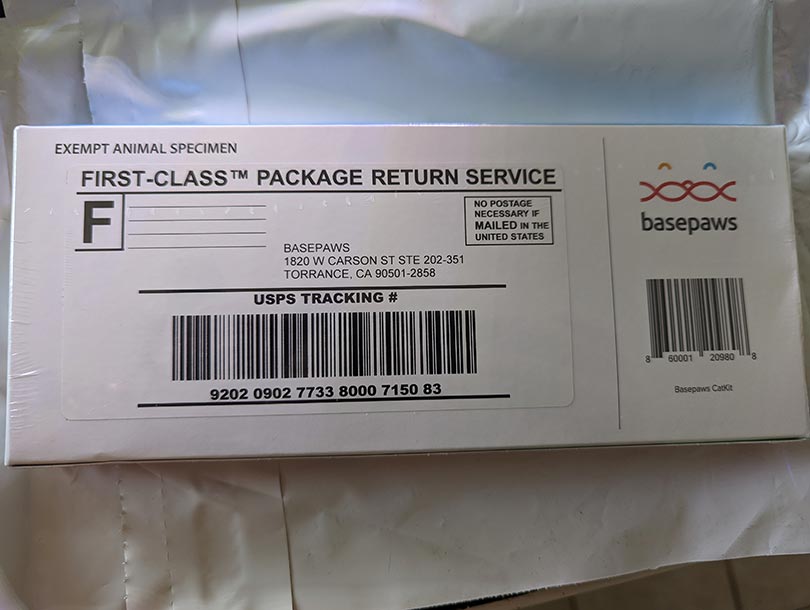 EXEMPT ANIMAL SPECIMEN
FIRST-CLASS™ PACKAGE RETURN SERVICE
F
NO POSTAGE
NECESSARY IF
MAILED IN THE
UNITED STATES
BASEPAWS
1820 W CARSON ST STE 202-351
TORRANCE, CA 90501-2858
USPS TRACKING #
9202 0902 7733 8000 7150 83
basepaws
8 60001 20980 8
Basepaws CatKit